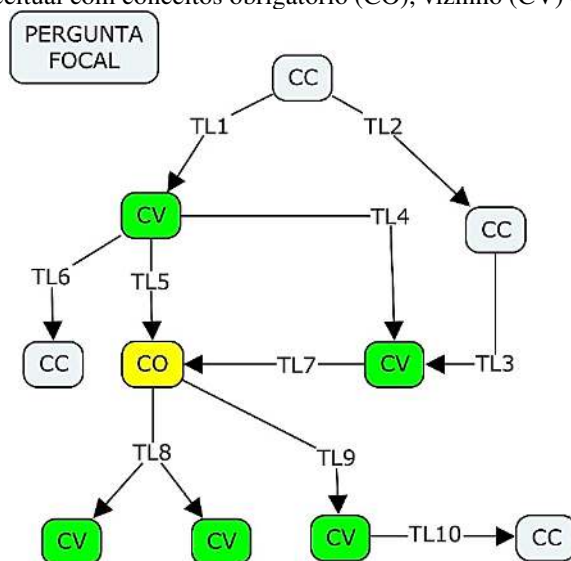 ceitual com conceitos obrigatório (CO), vizinho (CV)
PERGUNTA
FOCAL
CC
TL1
TL2
CV
TL4
CC
TL6
TL5
CC
CO
TL7
CV
TL3
TL8
TL9
CV
CV
CV
TL10
CC